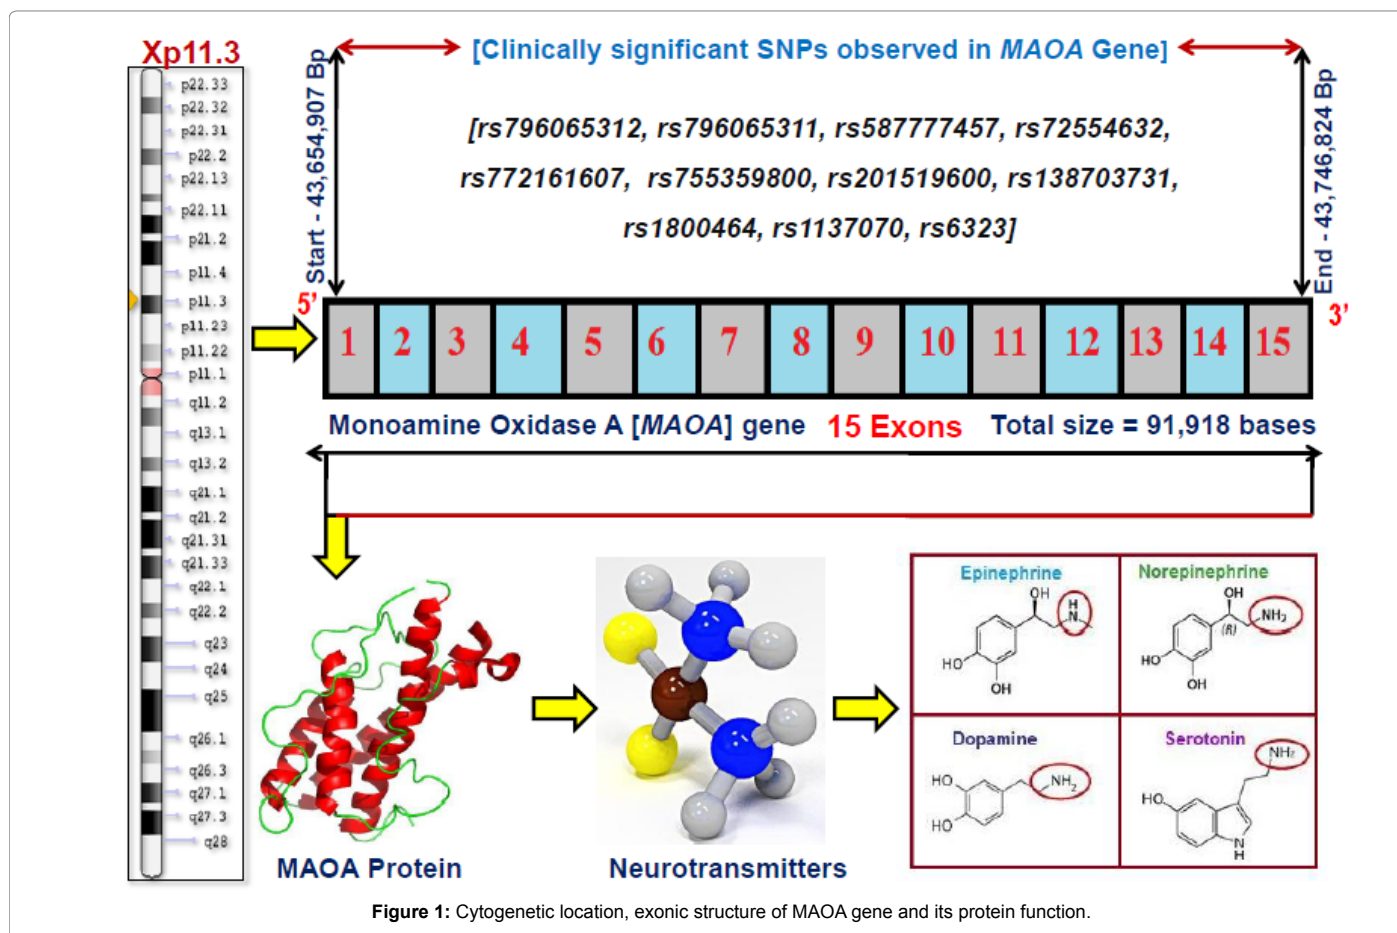 Xp11.3
p22.33
p22.32
p22.31
p22.2
p22.13
p22.11
p21.2
p11.4
p11.3
p11.23
p11.22
p11.1
q11.2
q13.1
q13.2
q21.1
q21.2
q21.31
q21.33
q22.1
q22.2
q23
q24
q25
q26.1
q26.3
q27.1
q27.3
q28
[Clinically significant SNPs observed in MAOA Gene]
Start - 43,654,907 Bp
End - 43,746,824 Bp
[rs796065312, rs796065311, rs587777457, rs72554632,
rs772161607, rs755359800, rs201519600, rs138703731,
rs1800464, rs1137070, rs6323]
5' 3'
1 2 3 4 5 6 7 8 9 10 11 12 13 14 15
Monoamine Oxidase A [MAOA] gene 15 Exons Total size = 91,918 bases
MAOA Protein
Neurotransmitters
Epinephrine
OH
H
N
HO
OH
Norepinephrine
OH
(R)
NH2
HO
OH
Dopamine
HO
NH2
HO
Serotonin
NH2
HO
N
H
Figure 1: Cytogenetic location, exonic structure of MAOA gene and its protein function.